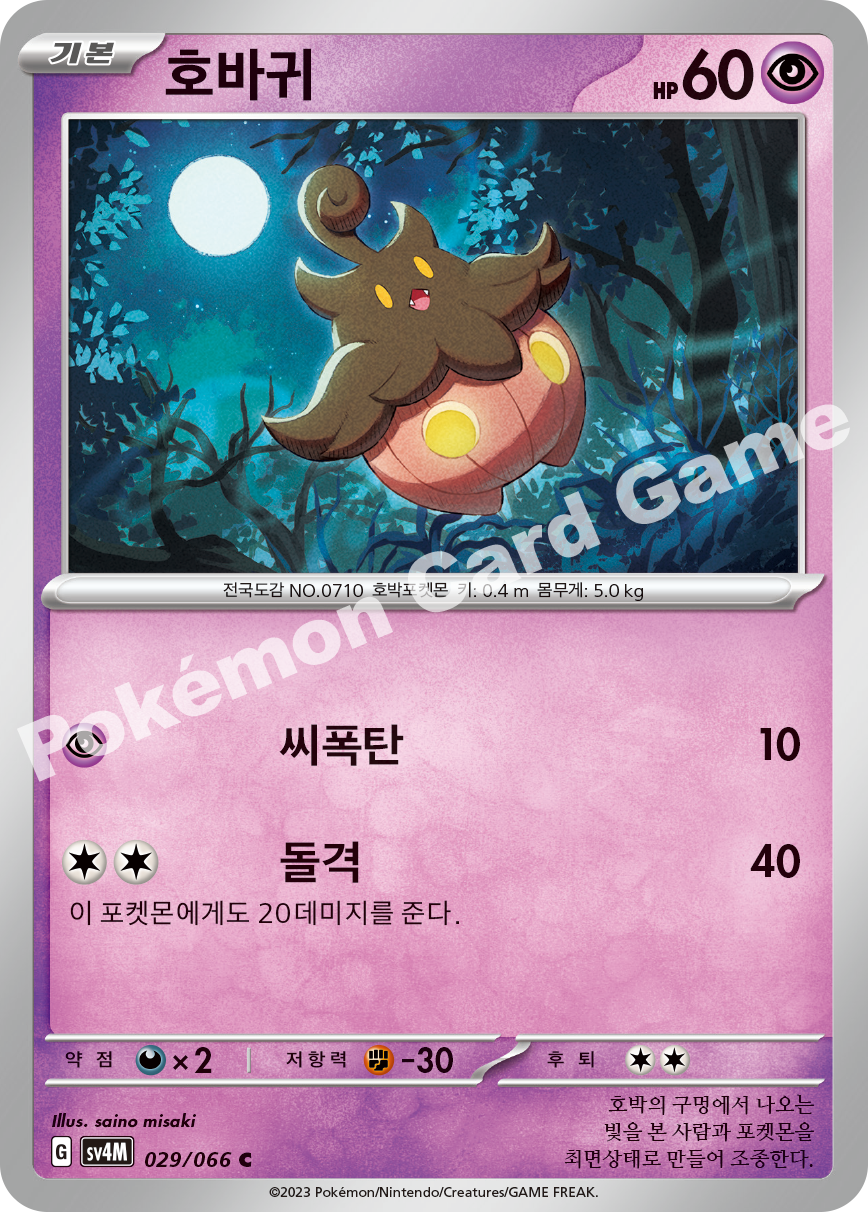 기본
호바귀
HP60
전국도감 NO.0710 호박포켓몬 키: 0.4 m 몸무게: 5.0 kg
Pokémon Card Game
씨폭탄 10
돌격 40
이 포켓몬에게도 20데미지를 준다.
약점 ×2 저항력 -30 후퇴
Illus. saino misaki
호박의 구멍에서 나오는
빛을 본 사람과 포켓몬을
최면상태로 만들어 조종한다.
G sv4M 029/066 C
©2023 Pokémon/Nintendo/Creatures/GAME FREAK.